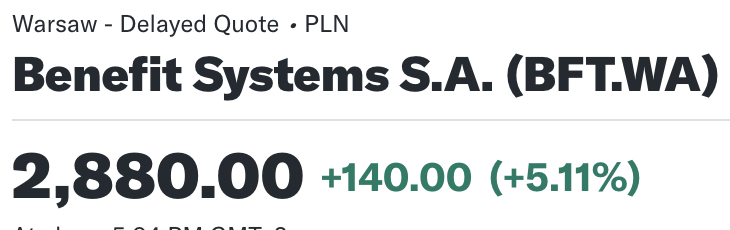 Warsaw - Delayed Quote • PLN
Benefit Systems S.A. (BFT.WA)
2,880.00 +140.00 (+5.11%)